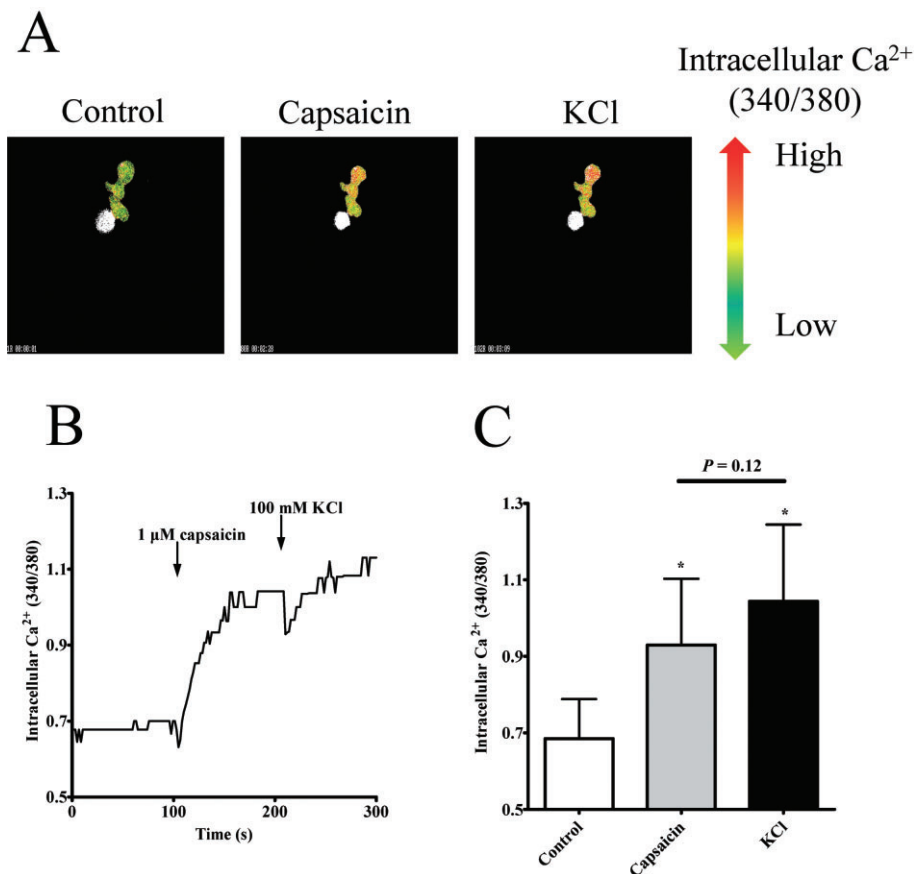 A
Intracellular Ca²⁺
(340/380)
Control
Capsaicin
KCl
High
Low
B
C
P = 0.12
1.3
1.1
0.9
0.7
0.5
Intracellular Ca²⁺ (340/380)
1 µM capsaicin
100 mM KCl
0
100
200
300
Time (s)
1.3
1.1
0.9
0.7
0.5
Intracellular Ca²⁺ (340/380)
*
*
Control
Capsaicin
KCl